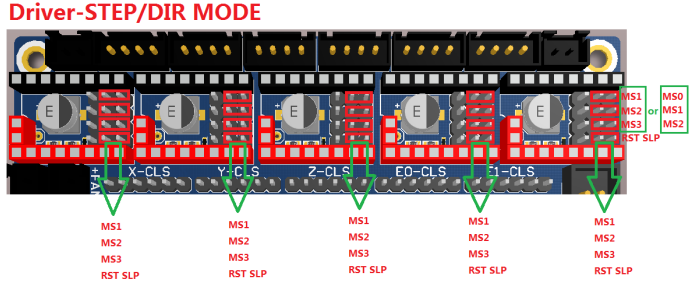 Driver-STEP/DIR MODE
MS1
MS2
MS3
RST SLP
or
MS0
MS1
MS2
+FAN
X-CLS
Y-CLS
Z-CLS
E0-CLS
E1-CLS
MS1
MS2
MS3
RST SLP
MS1
MS2
MS3
RST SLP
MS1
MS2
MS3
RST SLP
MS1
MS2
MS3
RST SLP
MS1
MS2
MS3
RST SLP